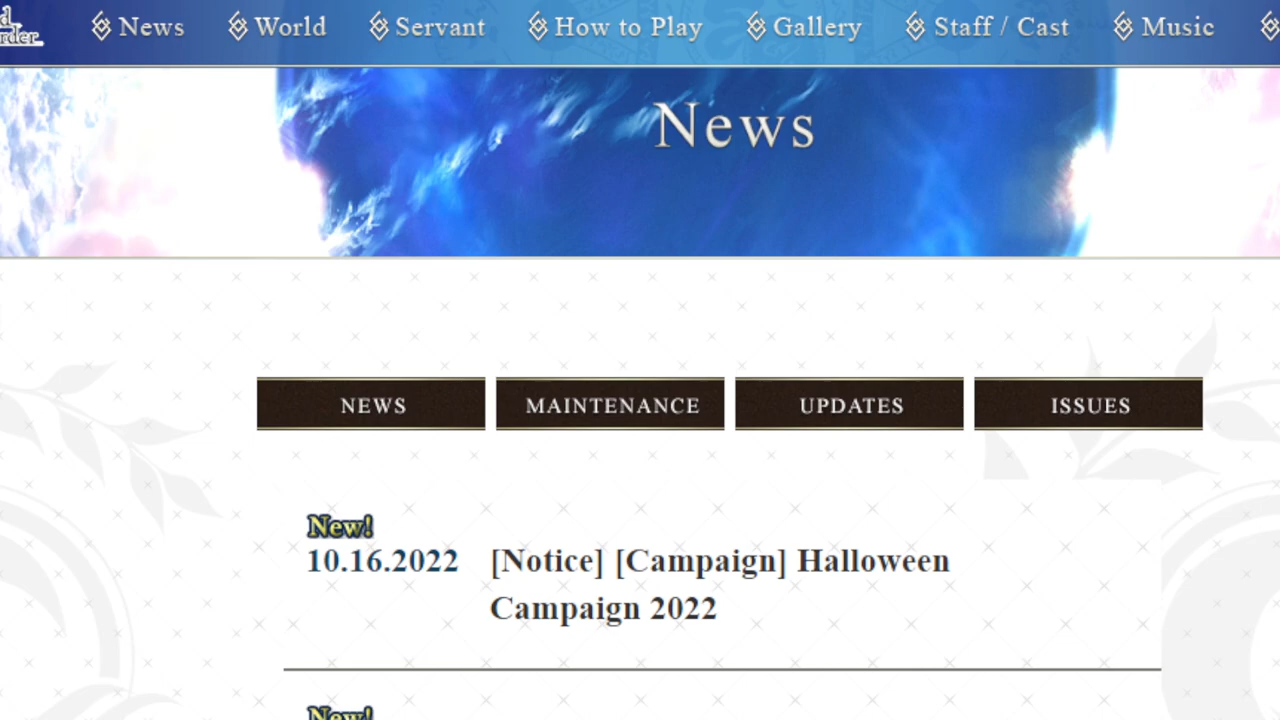 News World Servant How to Play Gallery Staff / Cast Music
News
NEWS MAINTENANCE UPDATES ISSUES
New!
10.16.2022 [Notice] [Campaign] Halloween
Campaign 2022
New!